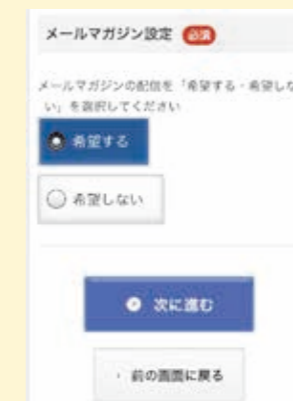 メールマガジン設定 必須
メールマガジンの配信を「希望する・希望しな
い」を選択してください
希望する
希望しない
次に進む
前の画面に戻る